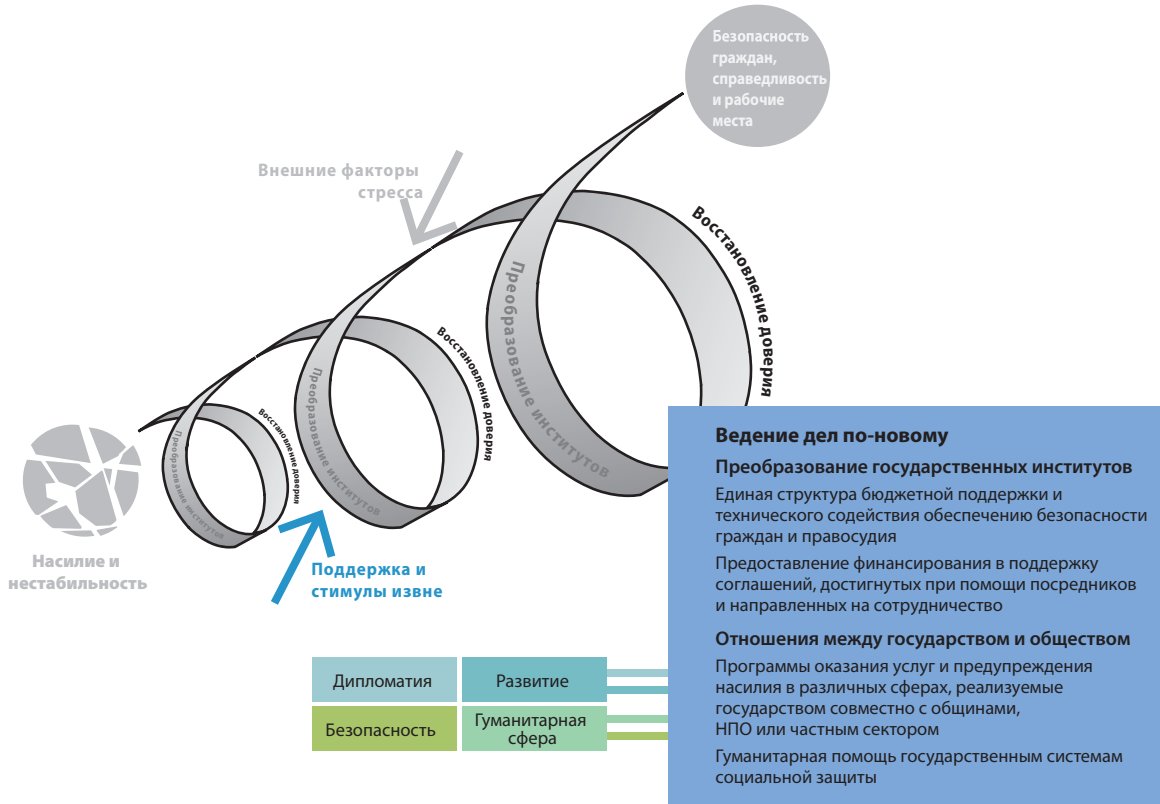 Безопасность
граждан,
справедливость
и рабочие
места
Внешние факторы
стресса
Восстановление доверия
Преобразование институтов
Восстановление доверия
Преобразование институтов
Восстановление доверия
Преобразование институтов
Насилие и
нестабильность
Поддержка и
стимулы извне
Дипломатия
Развитие
Безопасность
Гуманитарная
сфера
Ведение дел по-новому
Преобразование государственных институтов
Единая структура бюджетной поддержки и
технического содействия обеспечению безопасности
граждан и правосудия
Предоставление финансирования в поддержку
соглашений, достигнутых при помощи посредников
и направленных на сотрудничество
Отношения между государством и обществом
Программы оказания услуг и предупреждения
насилия в различных сферах, реализуемые
государством совместно с общинами,
НПО или частным сектором
Гуманитарная помощь государственным системам
социальной защиты